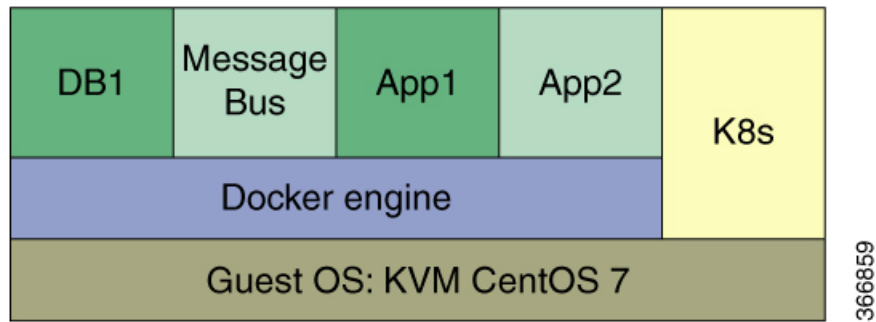 DB1
Message
Bus
App1
App2
K8s
Docker engine
Guest OS: KVM CentOS 7
366859